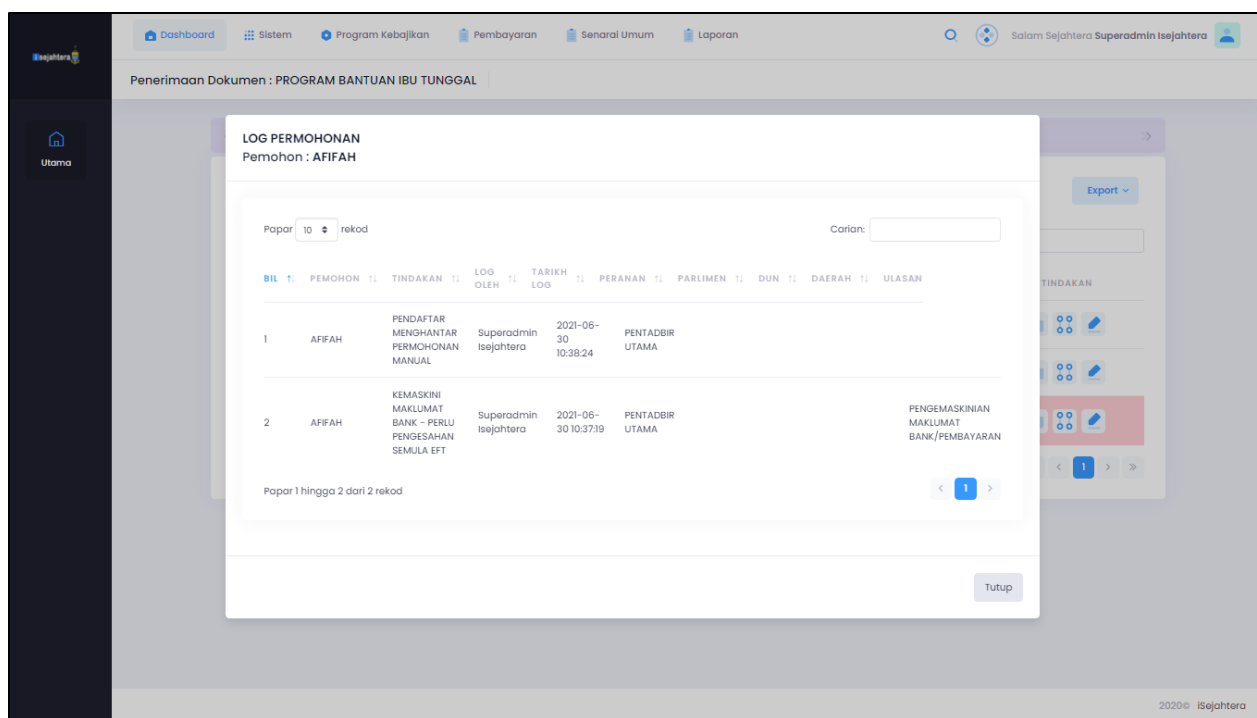 isejahtera
Dashboard
Sistem
Program Kebajikan
Pembayaran
Senarai Umum
Laporan
Salam Sejahtera Superadmin Isejahtera
Penerimaan Dokumen : PROGRAM BANTUAN IBU TUNGGAL
Utama
LOG PERMOHONAN
Pemohon : AFIFAH
Export
Papar 10 rekod
Carian:
BIL
PEMOHON
TINDAKAN
LOG
OLEH
TARIKH
LOG
PERANAN
PARLIMEN
DUN
DAERAH
ULASAN
TINDAKAN
1
AFIFAH
PENDAFTAR
MENGHANTAR
PERMOHONAN
MANUAL
Superadmin
Isejahtera
2021-06-
30
10:38:24
PENTADBIR
UTAMA
2
AFIFAH
KEMASKINI
MAKLUMAT
BANK - PERLU
PENGESAHAN
SEMULA EFT
Superadmin
Isejahtera
2021-06-
30 10:37:19
PENTADBIR
UTAMA
PENGEMASKINIAN
MAKLUMAT
BANK/PEMBAYARAN
Papar 1 hingga 2 dari 2 rekod
1
1
Tutup
2020© iSejahtera